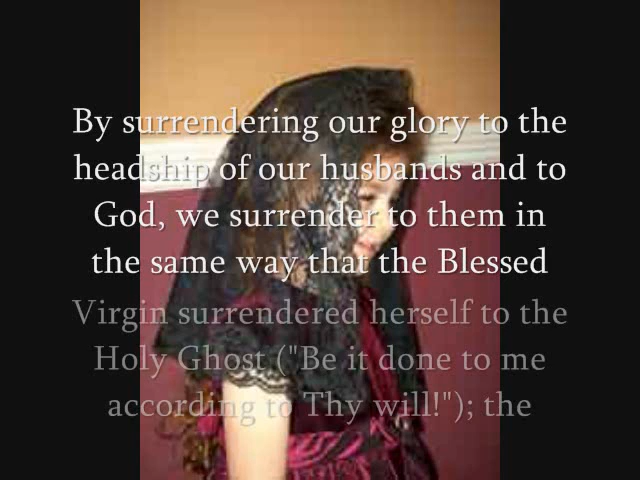 By surrendering our glory to the
headship of our husbands and to
God, we surrender to them in
the same way that the Blessed
Virgin surrendered herself to the
Holy Ghost ("Be it done to me
according to Thy will!"); the